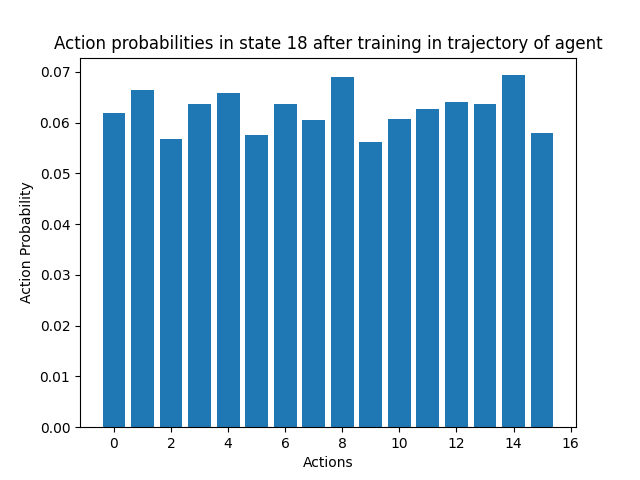 Action probabilities in state 18 after training in trajectory of agent
0.07
0.06
0.05
0.04
0.03
0.02
0.01
0.00
Action Probability
0 2 4 6 8 10 12 14 16
Actions